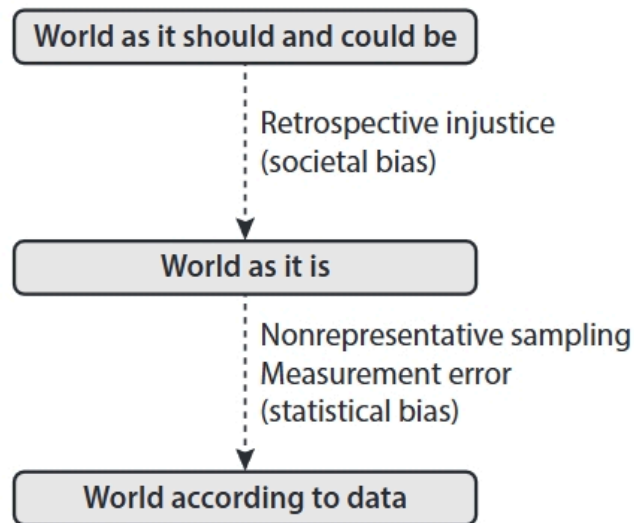 World as it should and could be
Retrospective injustice
(societal bias)
World as it is
Nonrepresentative sampling
Measurement error
(statistical bias)
World according to data